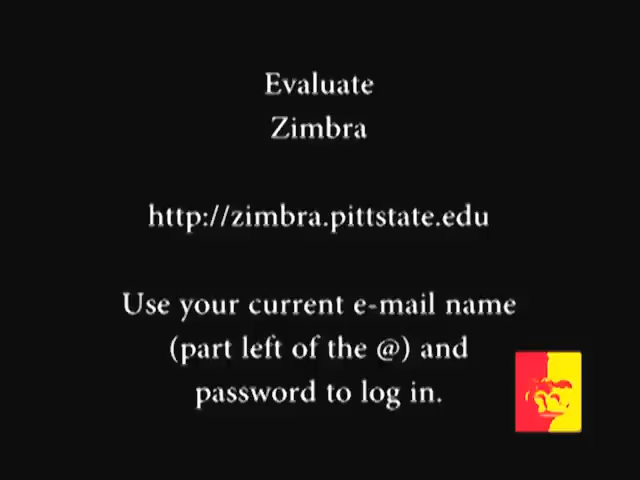 Evaluate
Zimbra
http://zimbra.pittstate.edu
Use your current e-mail name
(part left of the @) and
password to log in.